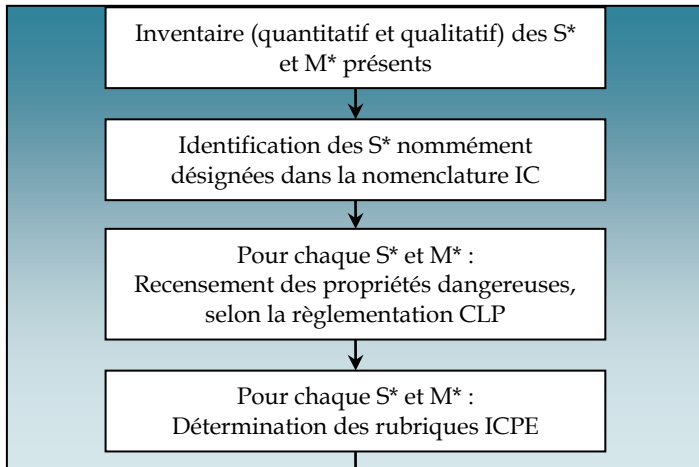 Inventaire (quantitatif et qualitatif) des S*
et M* présents
Identification des S* nommément
désignées dans la nomenclature IC
Pour chaque S* et M* :
Recensement des propriétés dangereuses,
selon la règlementation CLP
Pour chaque S* et M* :
Détermination des rubriques ICPE